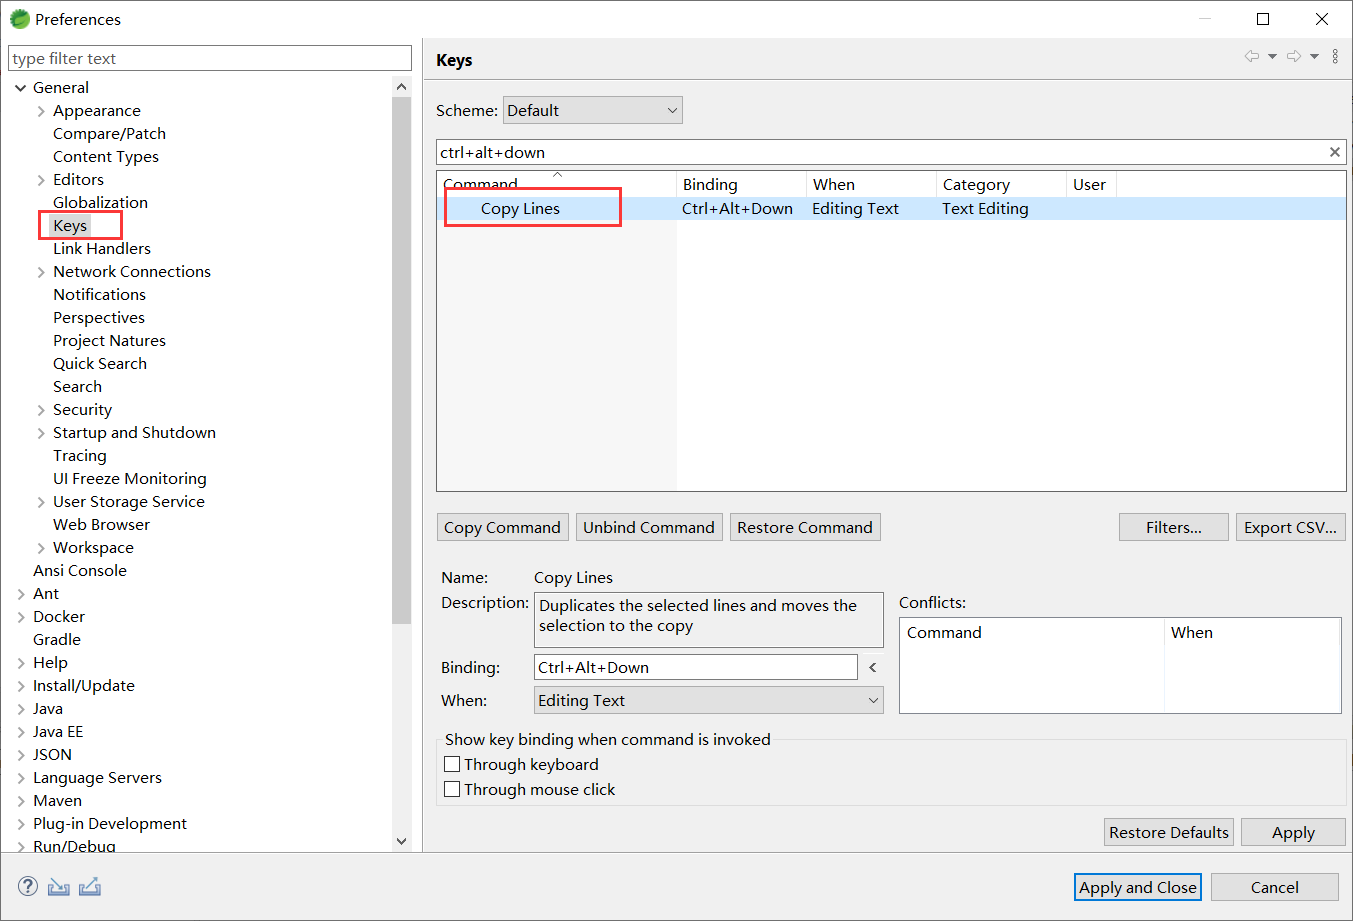 Preferences
type filter text
General
Appearance
Compare/Patch
Content Types
Editors
Globalization
Keys
Link Handlers
Network Connections
Notifications
Perspectives
Project Natures
Quick Search
Search
Security
Startup and Shutdown
Tracing
UI Freeze Monitoring
User Storage Service
Web Browser
Workspace
Ansi Console
Ant
Docker
Gradle
Help
Install/Update
Java
Java EE
JSON
Language Servers
Maven
Plug-in Development
Run/Debug
Keys
Scheme: Default
ctrl+alt+down
Command Binding When Category User
Copy Lines Ctrl+Alt+Down Editing Text Text Editing
Copy Command Unbind Command Restore Command Filters... Export CSV...
Name: Copy Lines
Description: Duplicates the selected lines and moves the
selection to the copy
Binding: Ctrl+Alt+Down
When: Editing Text
Conflicts:
Command When
Show key binding when command is invoked
Through keyboard
Through mouse click
Restore Defaults Apply
Apply and Close Cancel